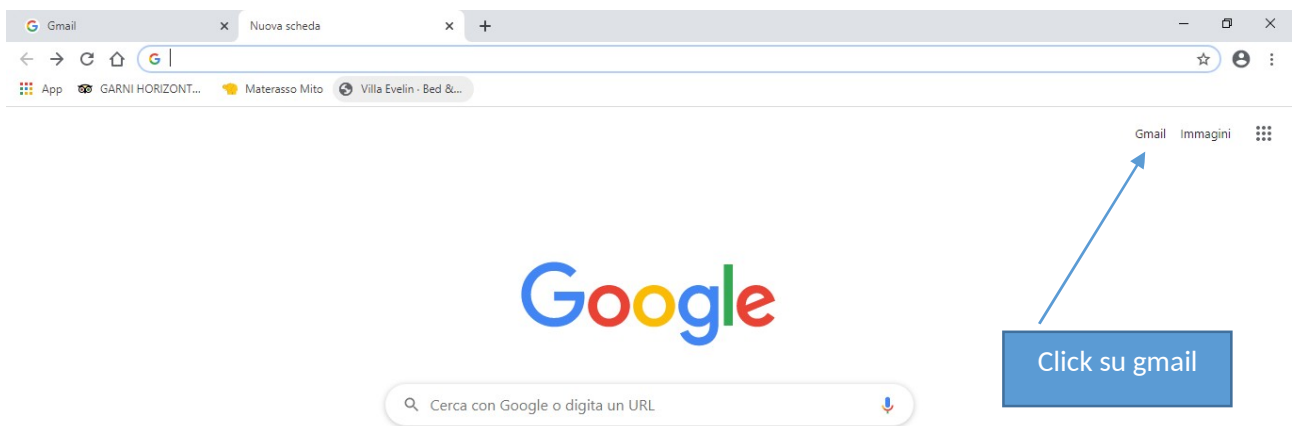 Gmail
Nuova scheda
App
GARNI HORIZONT...
Materasso Mito
Villa Evelin - Bed &...
Gmail Immagini
Google
Click su gmail
Cerca con Google o digita un URL